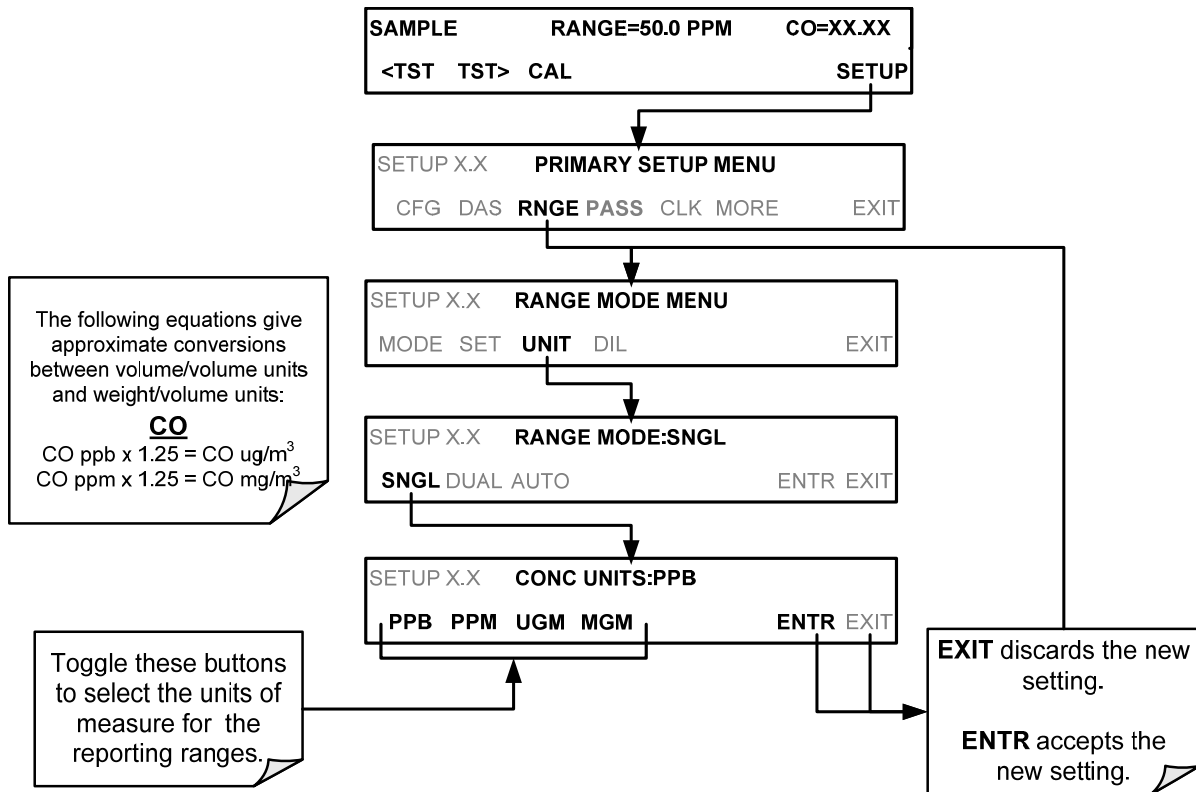 SAMPLE RANGE=50.0 PPM CO=XX.XX
<TST TST> CAL SETUP
SETUP X.X PRIMARY SETUP MENU
CFG DAS RNGE PASS CLK MORE EXIT
SETUP X.X RANGE MODE MENU
MODE SET UNIT DIL EXIT
The following equations give
approximate conversions
between volume/volume units
and weight/volume units:
CO
CO ppb x 1.25 = CO ug/m³
CO ppm x 1.25 = CO mg/m³
SETUP X.X RANGE MODE:SNGL
SNGL DUAL AUTO ENTR EXIT
SETUP X.X CONC UNITS:PPB
PPB PPM UGM MGM ENTR EXIT
Toggle these buttons
to select the units of
measure for the
reporting ranges.
EXIT discards the new
setting.
ENTR accepts the
new setting.